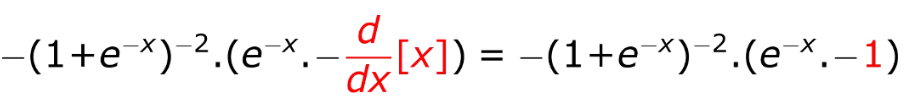 −(1+e⁻ˣ)⁻².(e⁻ˣ.−d/dx[x]) = −(1+e⁻ˣ)⁻².(e⁻ˣ.−1)